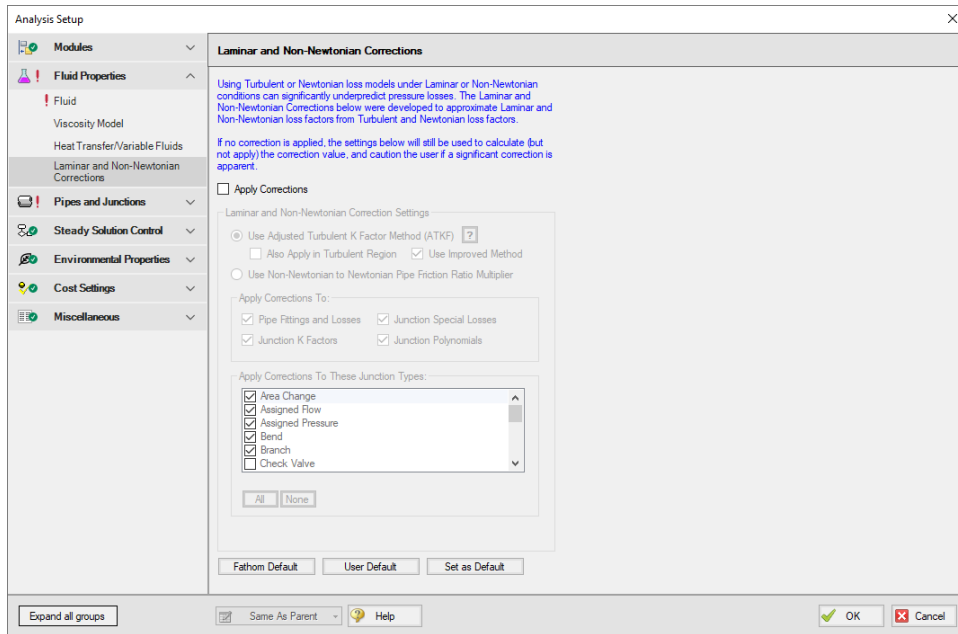 Analysis Setup
Modules
Fluid Properties
Fluid
Viscosity Model
Heat Transfer/Variable Fluids
Laminar and Non-Newtonian
Corrections
Pipes and Junctions
Steady Solution Control
Environmental Properties
Cost Settings
Miscellaneous
Expand all groups
Laminar and Non-Newtonian Corrections
Using Turbulent or Newtonian loss models under Laminar or Non-Newtonian
conditions can significantly underpredict pressure losses. The Laminar and
Non-Newtonian Corrections below were developed to approximate Laminar and
Non-Newtonian loss factors from Turbulent and Newtonian loss factors.
If no correction is applied, the settings below will still be used to calculate (but
not apply) the correction value, and caution the user if a significant correction is
apparent.
Apply Corrections
Laminar and Non-Newtonian Correction Settings
Use Adjusted Turbulent K Factor Method (ATKF) ?
Also Apply in Turbulent Region Use Improved Method
Use Non-Newtonian to Newtonian Pipe Friction Ratio Multiplier
Apply Corrections To:
Pipe Fittings and Losses Junction Special Losses
Junction K Factors Junction Polynomials
Apply Corrections To These Junction Types:
Area Change
Assigned Flow
Assigned Pressure
Bend
Branch
Check Valve
All None
Fathom Default User Default Set as Default
Same As Parent Help OK Cancel